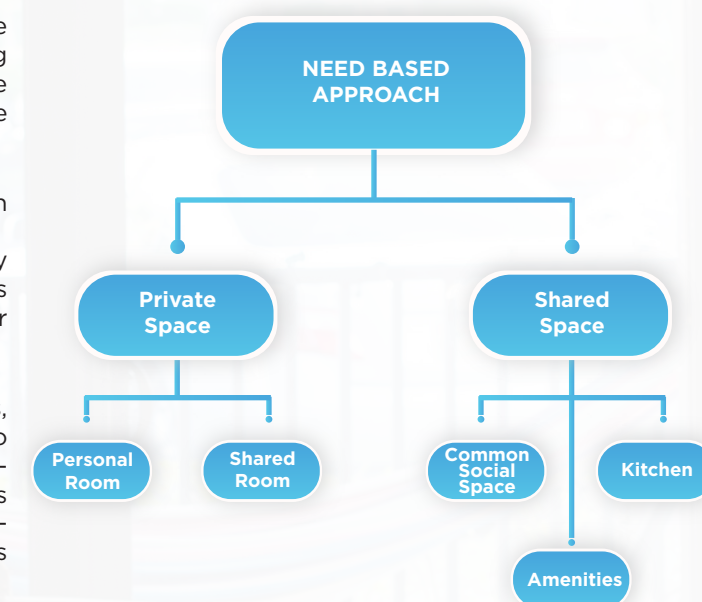 NEED BASED
APPROACH
Private
Space
Shared
Space
Personal
Room
Shared
Room
Common
Social
Space
Kitchen
Amenities